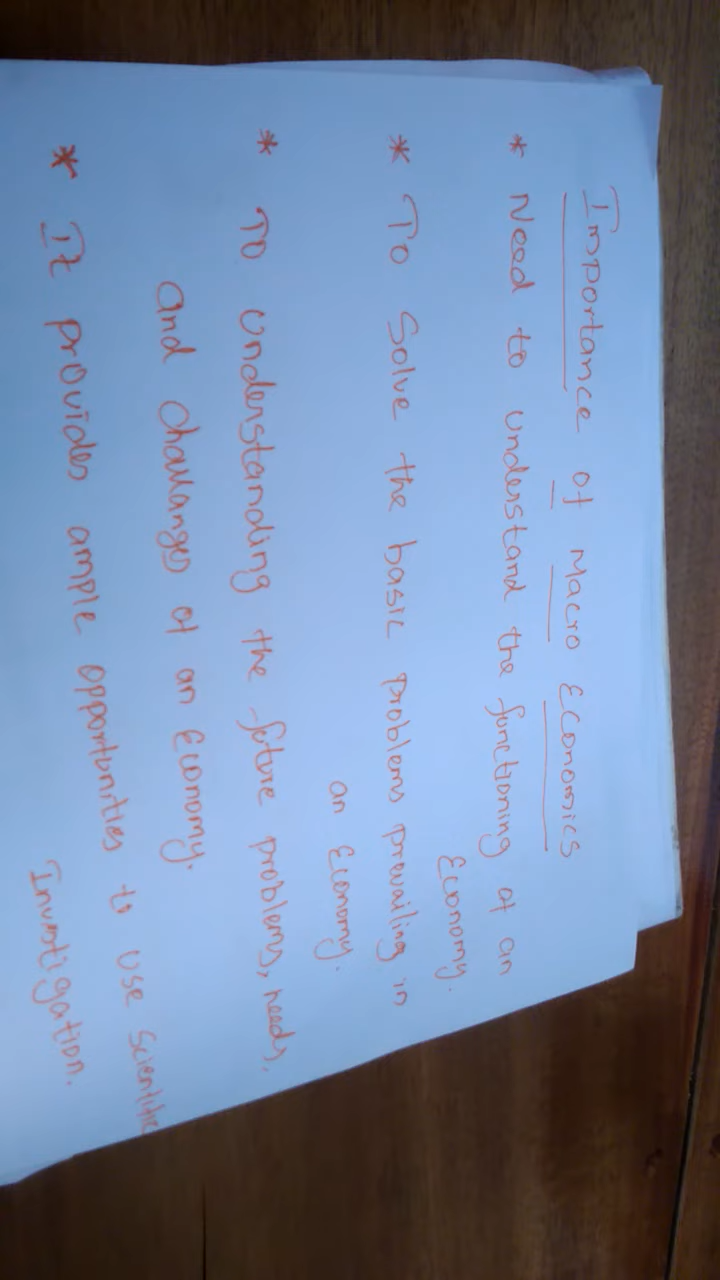 Importance of Macro Economics
* Need to understand the functioning of an
Economy.
* To Solve the basic problems prevailing in
an Economy.
* To understanding the future problems, needs,
and challanges of an Economy.
* It provides ample opportunities to use Scientific
Investigation.